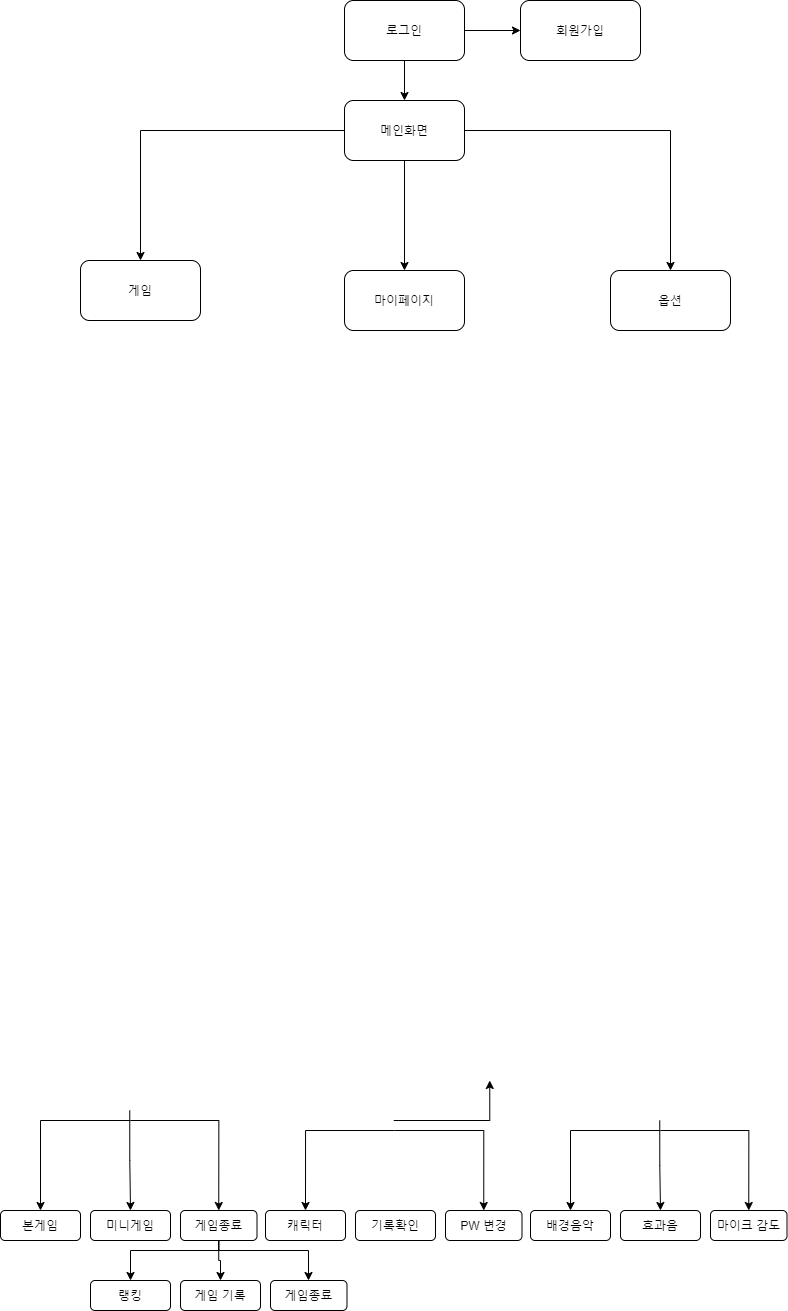 로그인
회원가입
메인화면
게임
마이페이지
옵션
본게임
미니게임
게임종료
캐릭터
기록확인
PW 변경
배경음악
효과음
마이크 감도
랭킹
게임 기록
게임종료